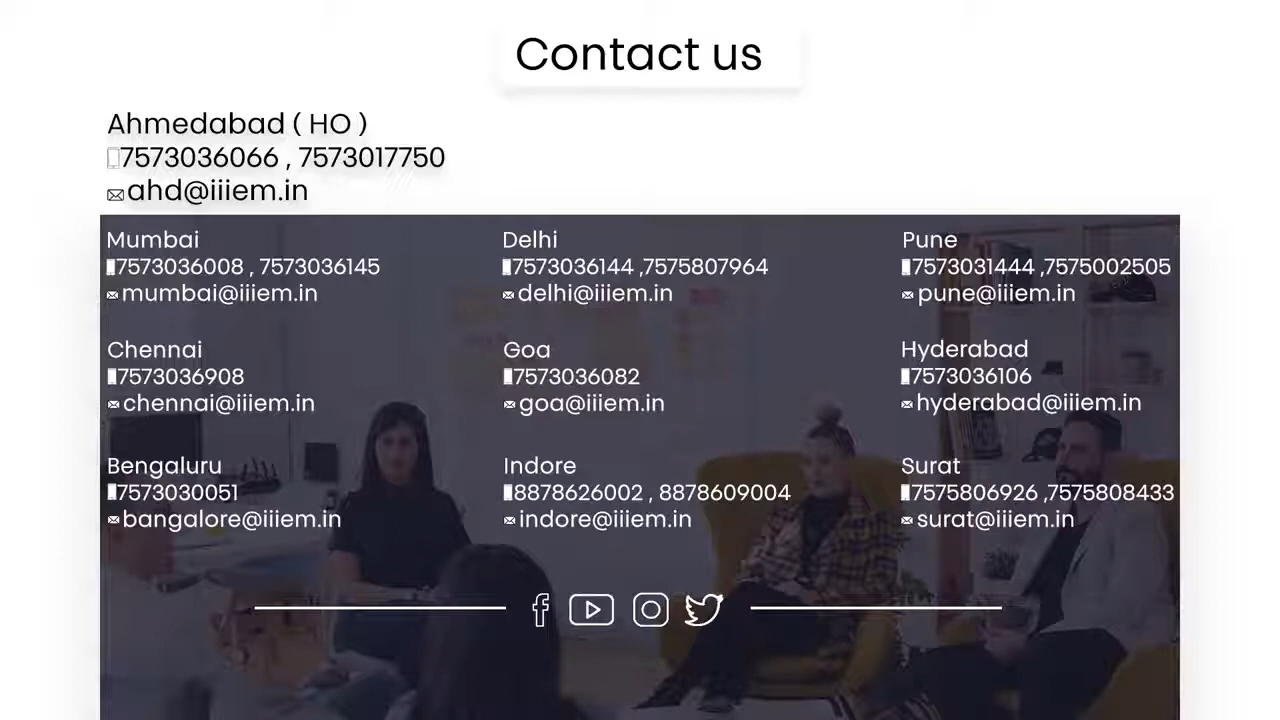 Contact us
Ahmedabad ( HO )
7573036066 , 7573017750
ahd@iiiem.in
Mumbai
7573036008 , 7573036145
mumbai@iiiem.in
Delhi
7573036144 ,7575807964
delhi@iiiem.in
Pune
7573031444 ,7575002505
pune@iiiem.in
Chennai
7573036908
chennai@iiiem.in
Goa
7573036082
goa@iiiem.in
Hyderabad
7573036106
hyderabad@iiiem.in
Bengaluru
7573030051
bangalore@iiiem.in
Indore
8878626002 , 8878609004
indore@iiiem.in
Surat
7575806926 ,7575808433
surat@iiiem.in